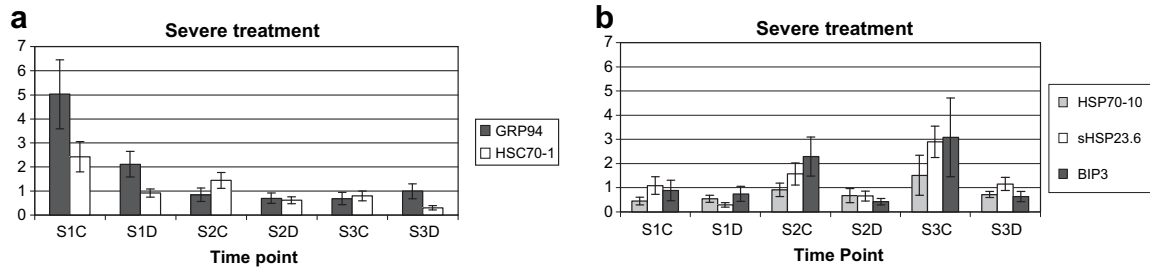 a
Severe treatment
7
6
5
4
3
2
1
0
S1C S1D S2C S2D S3C S3D
Time point
GRP94
HSC70-1
b
Severe treatment
7
6
5
4
3
2
1
0
S1C S1D S2C S2D S3C S3D
Time Point
HSP70-10
sHSP23.6
BIP3